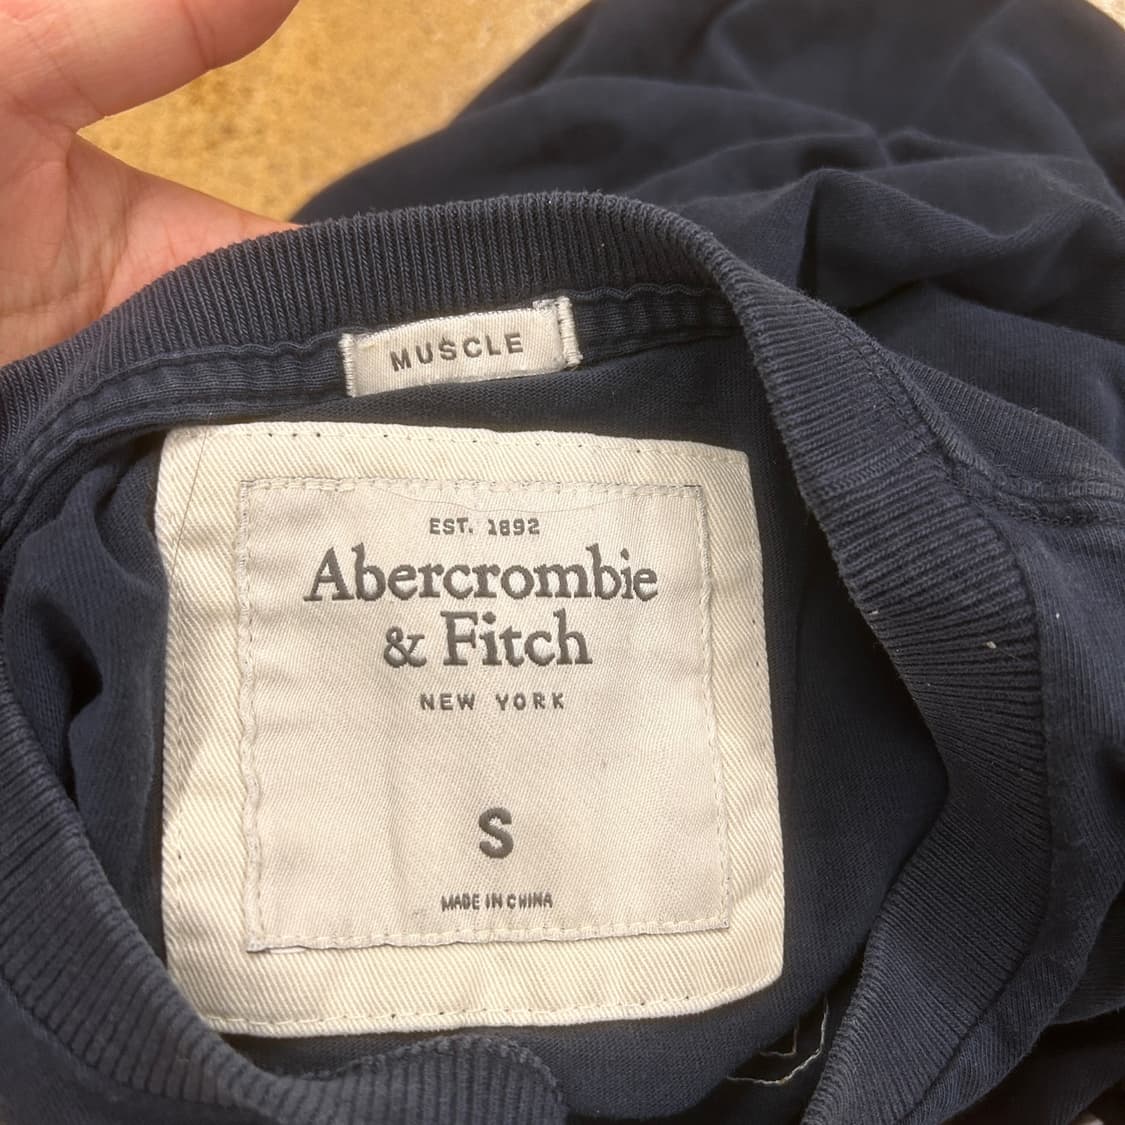 MUSCLE
EST. 1892
Abercrombie
& Fitch
NEW YORK
S
MADE IN CHINA